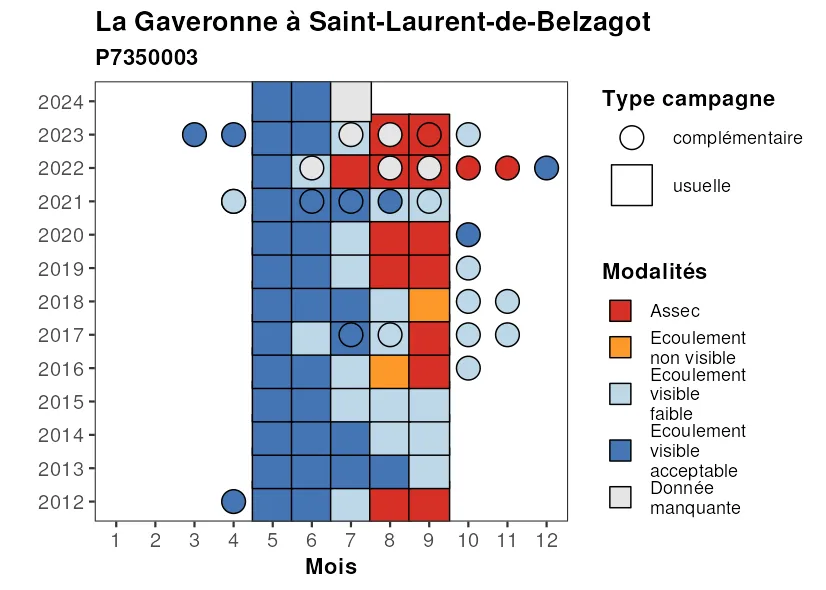 La Gaveronne à Saint-Laurent-de-Belzagot
P7350003
2024
2023
2022
2021
2020
2019
2018
2017
2016
2015
2014
2013
2012
1 2 3 4 5 6 7 8 9 10 11 12
Mois
Type campagne
complémentaire
usuelle
Modalités
Assec
Ecoulement
non visible
Ecoulement
visible
faible
Ecoulement
visible
acceptable
Donnée
manquante